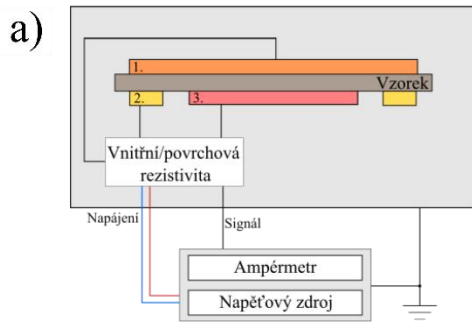 a)
1.
Vzorek
2.
3.
Vnitřní/povrchová
rezistivita
Napájení
Signál
Ampérmetr
Napěťový zdroj